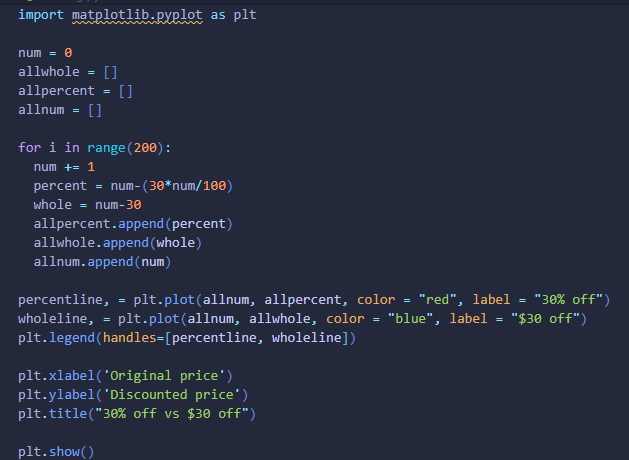 import matplotlib.pyplot as plt
num = 0
allwhole = []
allpercent = []
allnum = []
for i in range(200):
num += 1
percent = num-(30*num/100)
whole = num-30
allpercent.append(percent)
allwhole.append(whole)
allnum.append(num)
percentline, = plt.plot(allnum, allpercent, color = "red", label = "30% off")
wholeline, = plt.plot(allnum, allwhole, color = "blue", label = "$30 off")
plt.legend(handles=[percentline, wholeline])
plt.xlabel('Original price')
plt.ylabel('Discounted price')
plt.title("30% off vs $30 off")
plt.show()